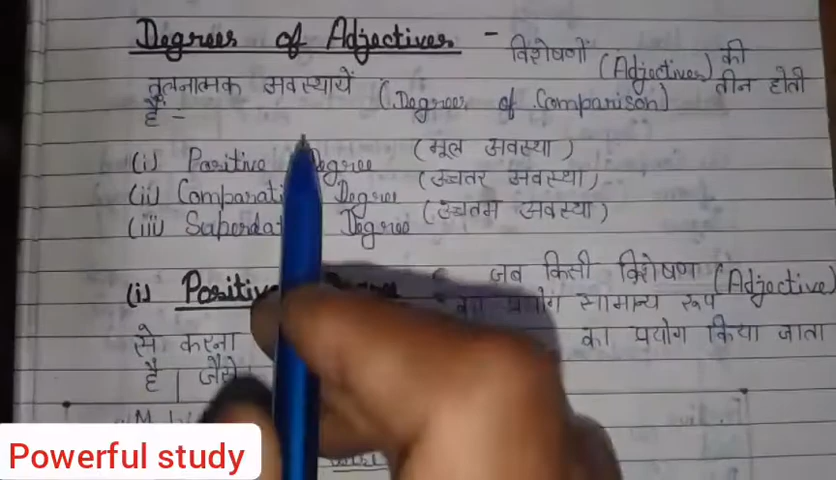 Degrees of Adjectives - विशेषणों (Adjectives) की
तुलनात्मक अवस्थायें (Degrees of Comparison) तीन होती
हैं -
(i) Positive Degree (मूल अवस्था)
(ii) Comparati Degree (उच्चतर अवस्था)
(iii) Superlat Degree (उच्चतम अवस्था)
(i) Positive - जब किसी विशेषण (Adjective)
का प्रयोग सामान्य रूप
से करना का प्रयोग किया जाता
है । जैसे
Powerful study